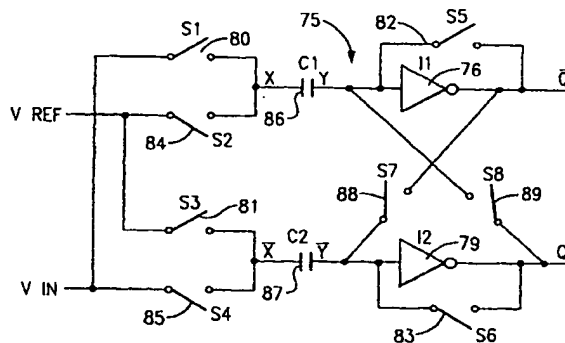 75
S1
80
82
S5
X
C1
Y
I1
76
Q̅
V REF
84
S2
86
S7
S8
S3
81
88
89
X̅
C2
Y̅
I2
79
Q
V IN
85
S4
87
83
S6